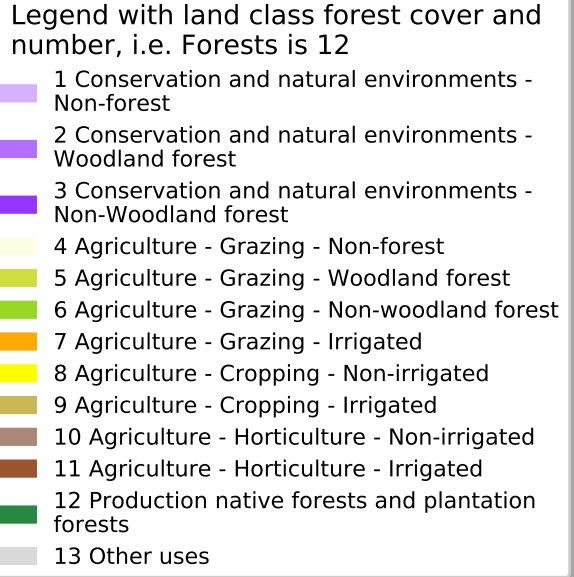 Legend with land class forest cover and
number, i.e. Forests is 12
1 Conservation and natural environments -
Non-forest
2 Conservation and natural environments -
Woodland forest
3 Conservation and natural environments -
Non-Woodland forest
4 Agriculture - Grazing - Non-forest
5 Agriculture - Grazing - Woodland forest
6 Agriculture - Grazing - Non-woodland forest
7 Agriculture - Grazing - Irrigated
8 Agriculture - Cropping - Non-irrigated
9 Agriculture - Cropping - Irrigated
10 Agriculture - Horticulture - Non-irrigated
11 Agriculture - Horticulture - Irrigated
12 Production native forests and plantation
forests
13 Other uses